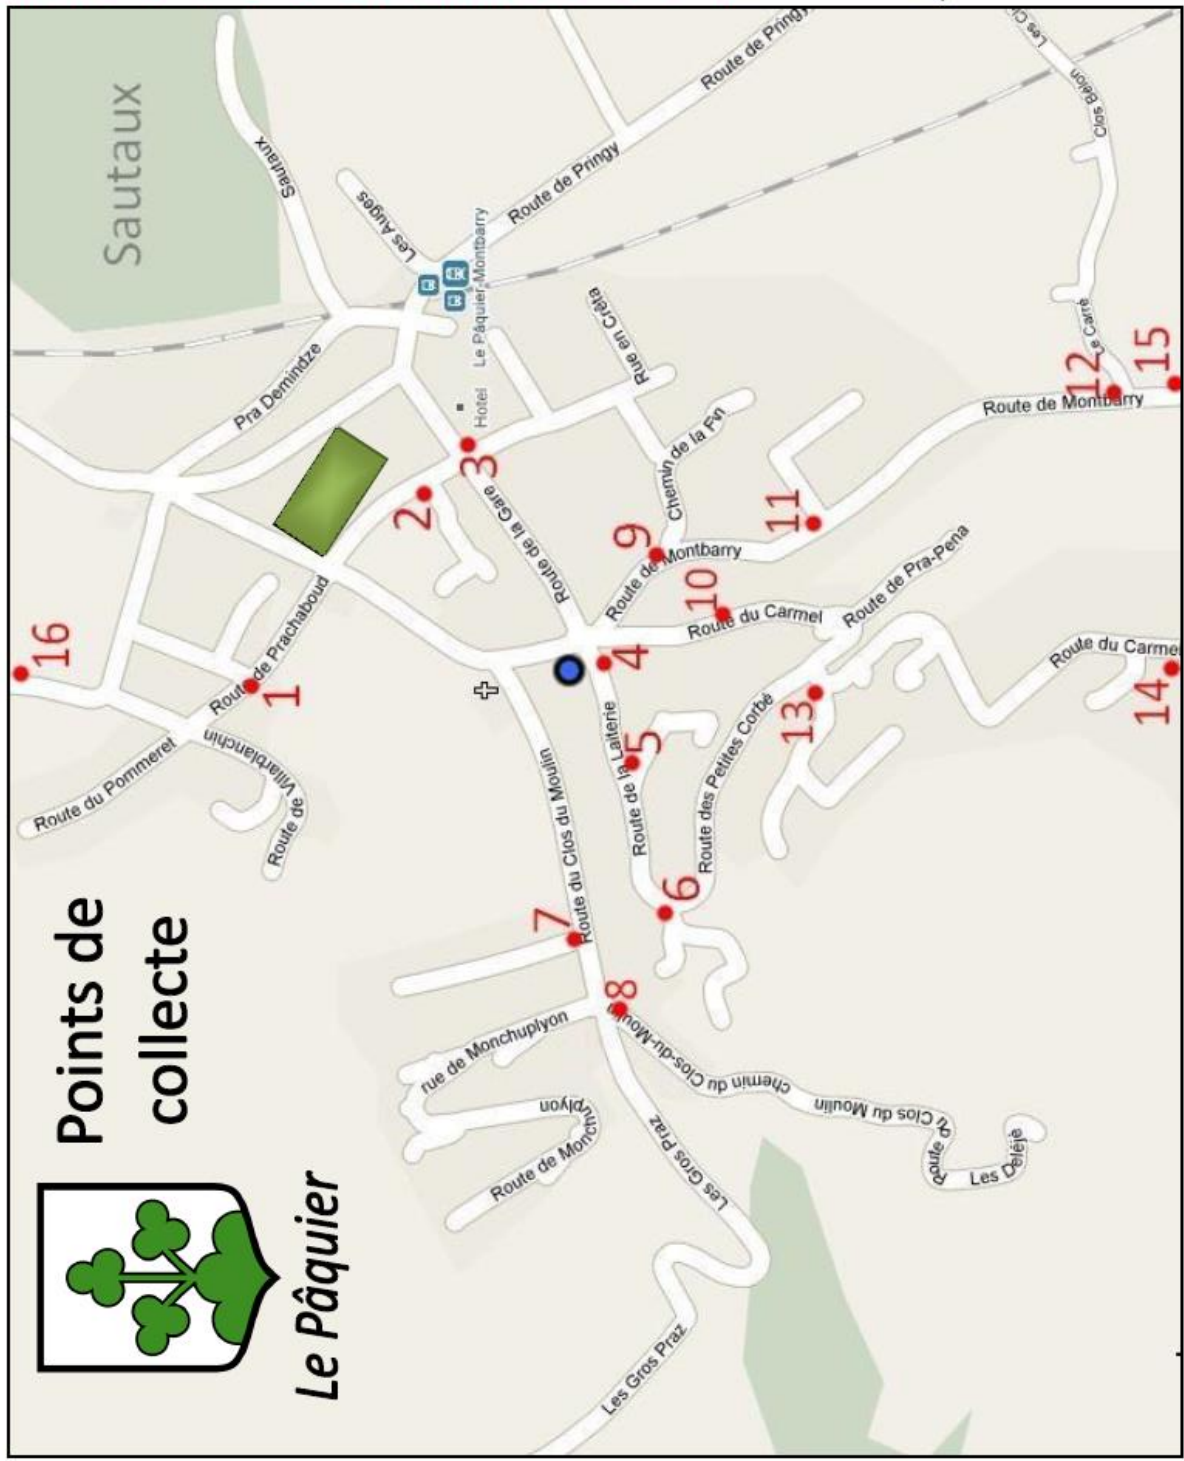 Points de
collecte
Le Pâquier
Sautaux
Sautaux
Les Auges
Route de Pringy
Route de Pringy
Le Pâquier-Montbarry
Hotel
Pra Demindze
Rue en Crêta
Chemin de la Fin
Clos Bélon
Le Carré
Route de Montbarry
Route de Montbarry
Route de la Gare
Route de Prachaboud
Route du Pommeret
Route de Villarblanchin
Route du Carmel
Route de Pra-Pena
Route du Carme
Route des Petites Corbé
Route de la Laiterie
Route du Clos du Moulin
rue de Monchuplyon
Route de Monchuplyon
chemin du Clos-du-Moulin
Route du Clos du Moulin
Les Deléjè
Les Gros Praz
Les Gros Praz
1
2
3
4
5
6
7
8
9
10
11
12
13
14
15
16